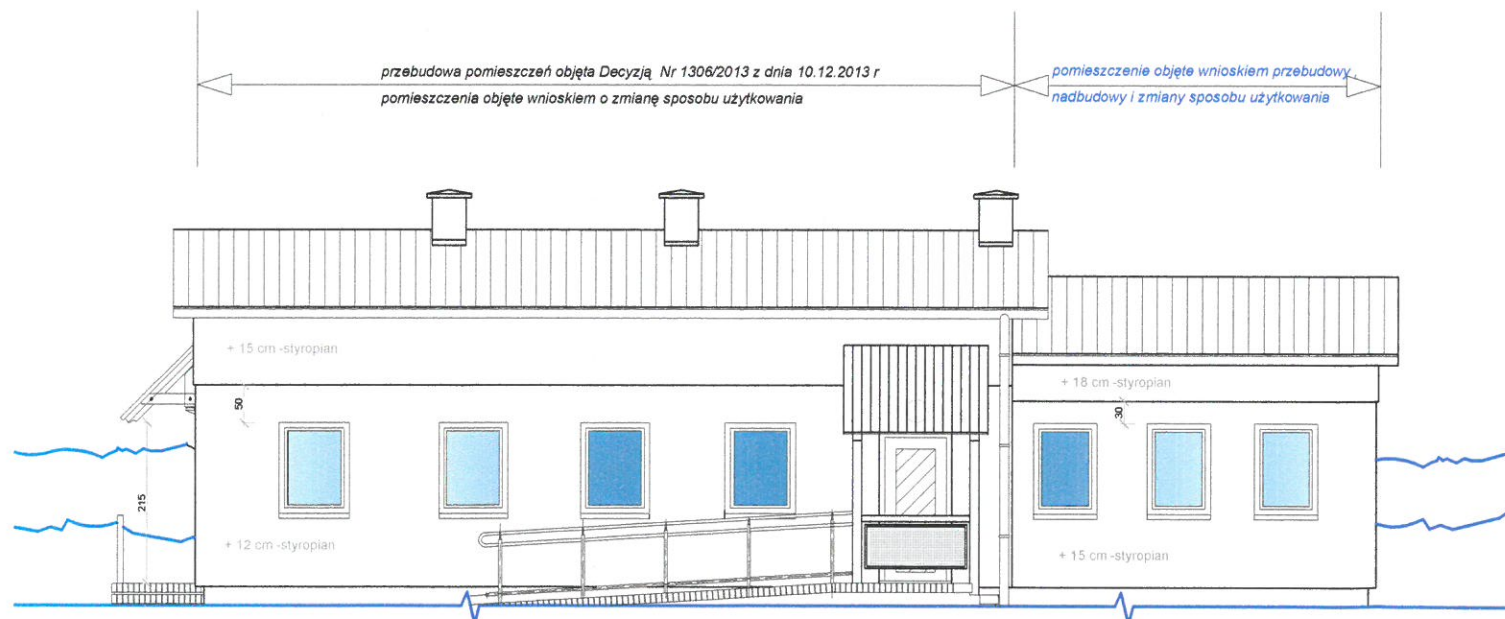 przebudowa pomieszczeń objęta Decyzją Nr 1306/2013 z dnia 10.12.2013 r
pomieszczenia objęte wnioskiem o zmianę sposobu użytkowania
pomieszczenie objęte wnioskiem przebudowy
nadbudowy i zmiany sposobu użytkowania
+ 15 cm -styropian
+ 18 cm -styropian
50
30
215
+ 12 cm -styropian
+ 15 cm -styropian